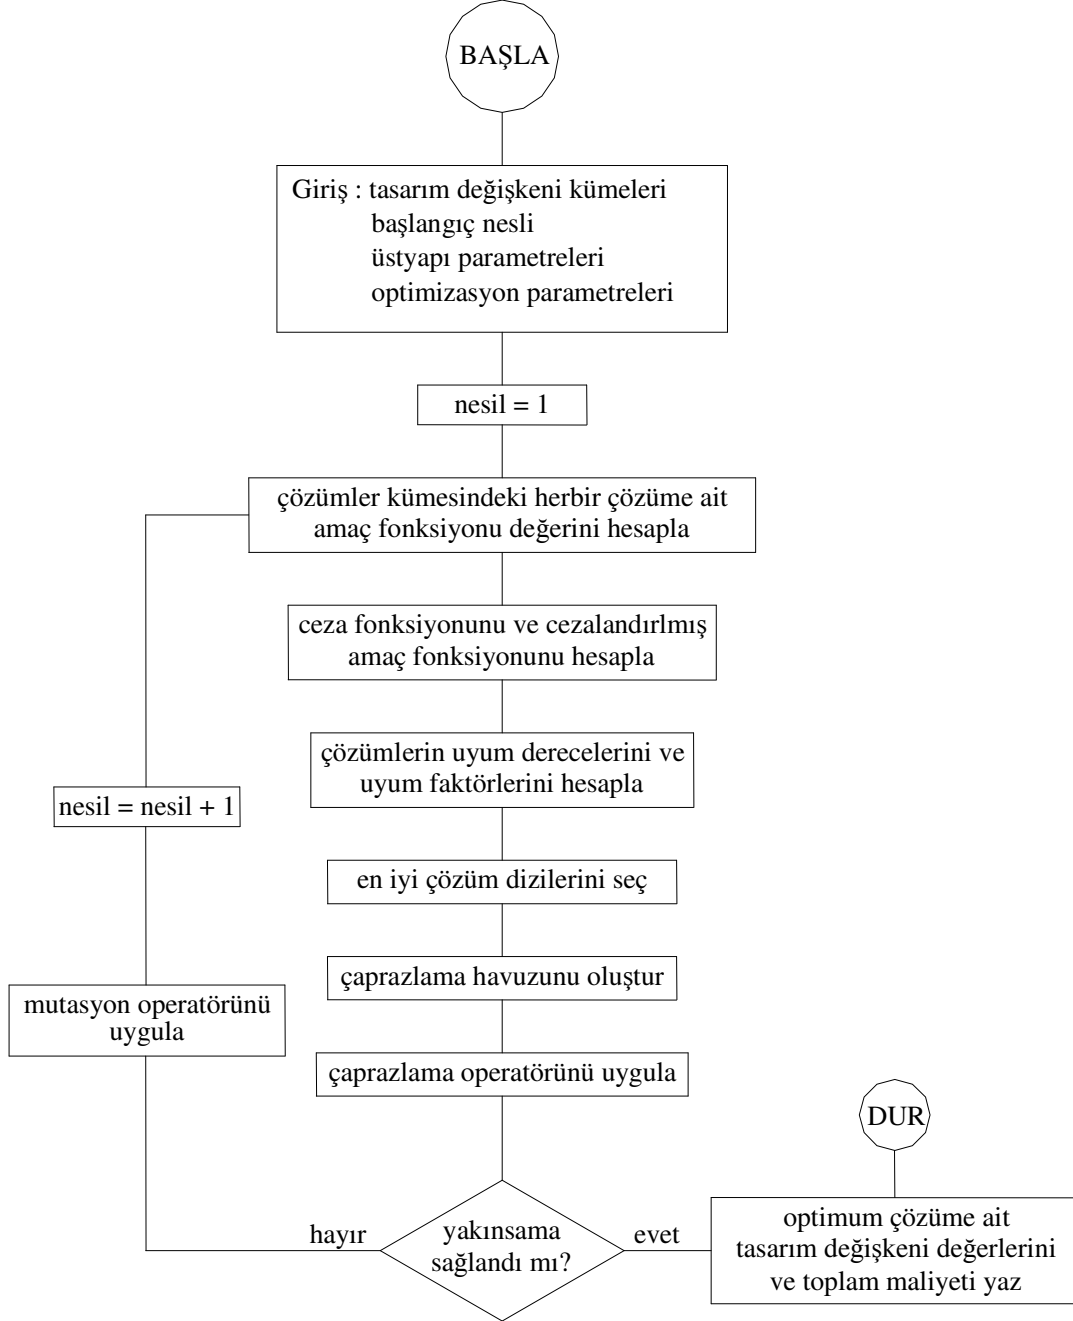 BAŞLA
Giriş : tasarım değişkeni kümeleri
başlangıç nesli
üstyapı parametreleri
optimizasyon parametreleri
nesil = 1
çözümler kümesindeki herbir çözüme ait
amaç fonksiyonu değerini hesapla
ceza fonksiyonunu ve cezalandırlmış
amaç fonksiyonunu hesapla
çözümlerin uyum derecelerini ve
uyum faktörlerini hesapla
nesil = nesil + 1
en iyi çözüm dizilerini seç
çaprazlama havuzunu oluştur
mutasyon operatörünü
uygula
çaprazlama operatörünü uygula
DUR
hayır
yakınsama
sağlandı mı?
evet
optimum çözüme ait
tasarım değişkeni değerlerini
ve toplam maliyeti yaz